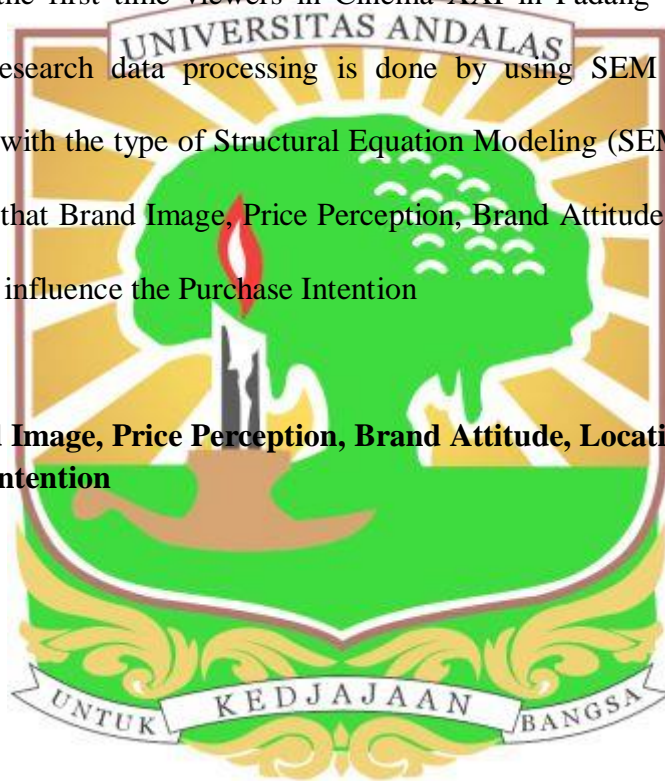 the first time viewers in Cinema XXI in Padang
UNIVERSITAS ANDALAS
research data processing is done by using SEM
with the type of Structural Equation Modeling (SEM
that Brand Image, Price Perception, Brand Attitude
influence the Purchase Intention
Image, Price Perception, Brand Attitude, Locati
ntention
UNTUK KEDJAJAAN BANGSA